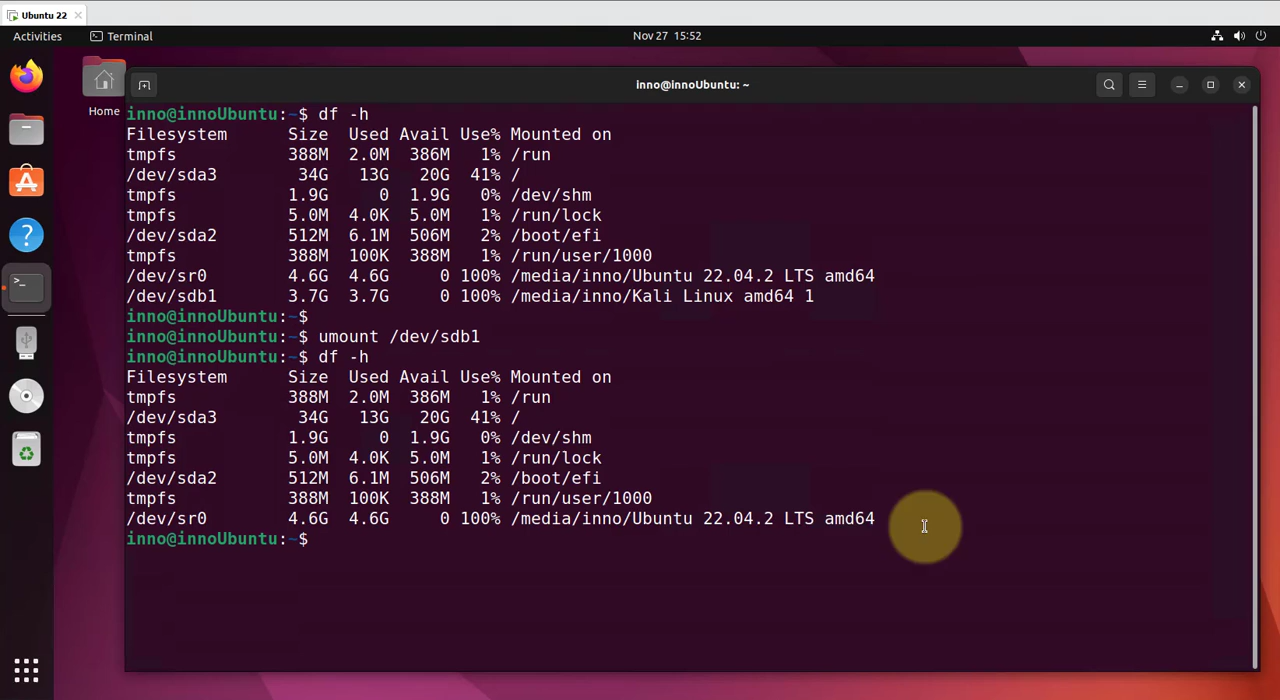 Ubuntu 22
Activities
Terminal
Nov 27 15:52
Home
inno@innoUbuntu: ~
inno@innoUbuntu:~$ df -h
Filesystem      Size  Used Avail Use% Mounted on
tmpfs           388M  2.0M  386M   1% /run
/dev/sda3        34G   13G   20G  41% /
tmpfs           1.9G     0  1.9G   0% /dev/shm
tmpfs           5.0M  4.0K  5.0M   1% /run/lock
/dev/sda2       512M  6.1M  506M   2% /boot/efi
tmpfs           388M  100K  388M   1% /run/user/1000
/dev/sr0        4.6G  4.6G     0 100% /media/inno/Ubuntu 22.04.2 LTS amd64
/dev/sdb1       3.7G  3.7G     0 100% /media/inno/Kali Linux amd64 1
inno@innoUbuntu:~$
inno@innoUbuntu:~$ umount /dev/sdb1
inno@innoUbuntu:~$ df -h
Filesystem      Size  Used Avail Use% Mounted on
tmpfs           388M  2.0M  386M   1% /run
/dev/sda3        34G   13G   20G  41% /
tmpfs           1.9G     0  1.9G   0% /dev/shm
tmpfs           5.0M  4.0K  5.0M   1% /run/lock
/dev/sda2       512M  6.1M  506M   2% /boot/efi
tmpfs           388M  100K  388M   1% /run/user/1000
/dev/sr0        4.6G  4.6G     0 100% /media/inno/Ubuntu 22.04.2 LTS amd64
inno@innoUbuntu:~$